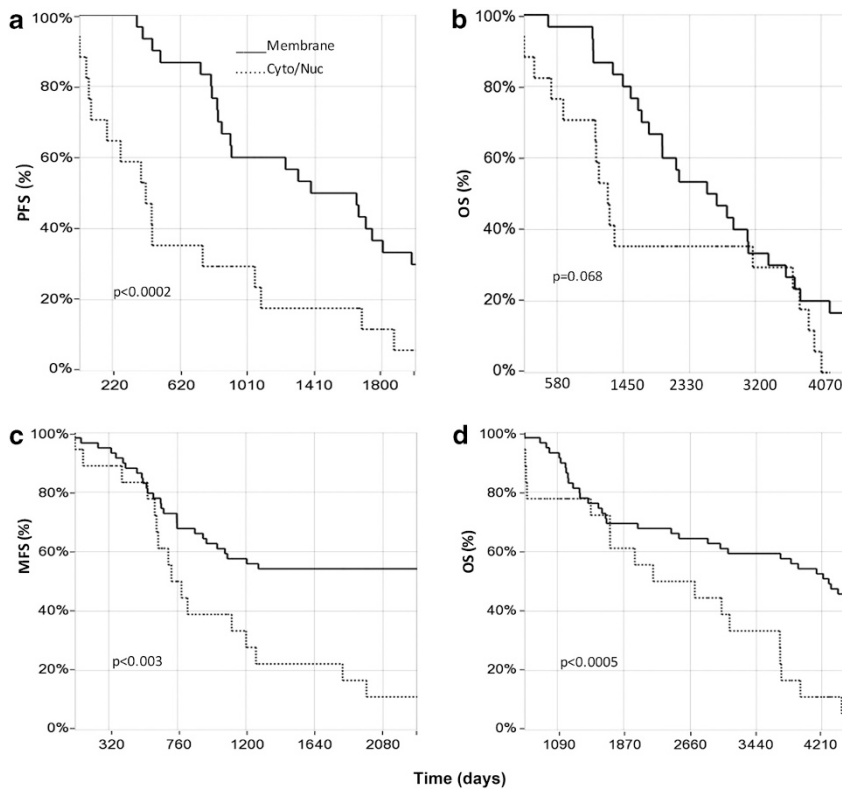 a
100%
80%
60%
40%
20%
0%
PFS (%)
Membrane
Cyto/Nuc
p<0.0002
220 620 1010 1410 1800
b
100%
80%
60%
40%
20%
0%
OS (%)
p=0.068
580 1450 2330 3200 4070
c
100%
80%
60%
40%
20%
0%
MFS (%)
p<0.003
320 760 1200 1640 2080
d
100%
80%
60%
40%
20%
0%
OS (%)
p<0.0005
1090 1870 2660 3440 4210
Time (days)